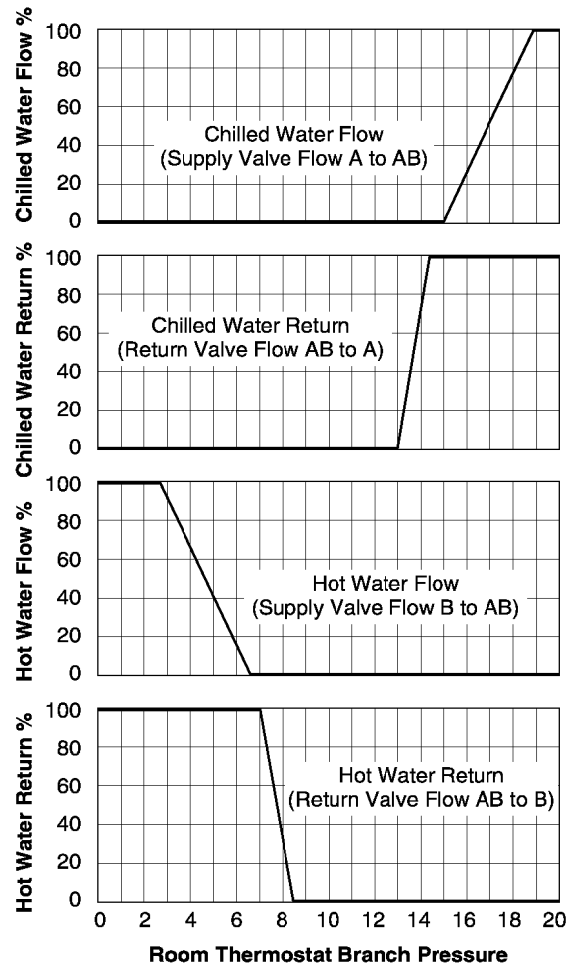 Chilled Water Flow %
100
80
60
40
20
0
Chilled Water Flow
(Supply Valve Flow A to AB)
Chilled Water Return %
100
80
60
40
20
0
Chilled Water Return
(Return Valve Flow AB to A)
Hot Water Flow %
100
80
60
40
20
0
Hot Water Flow
(Supply Valve Flow B to AB)
Hot Water Return %
100
80
60
40
20
0
Hot Water Return
(Return Valve Flow AB to B)
0 2 4 6 8 10 12 14 16 18 20
Room Thermostat Branch Pressure